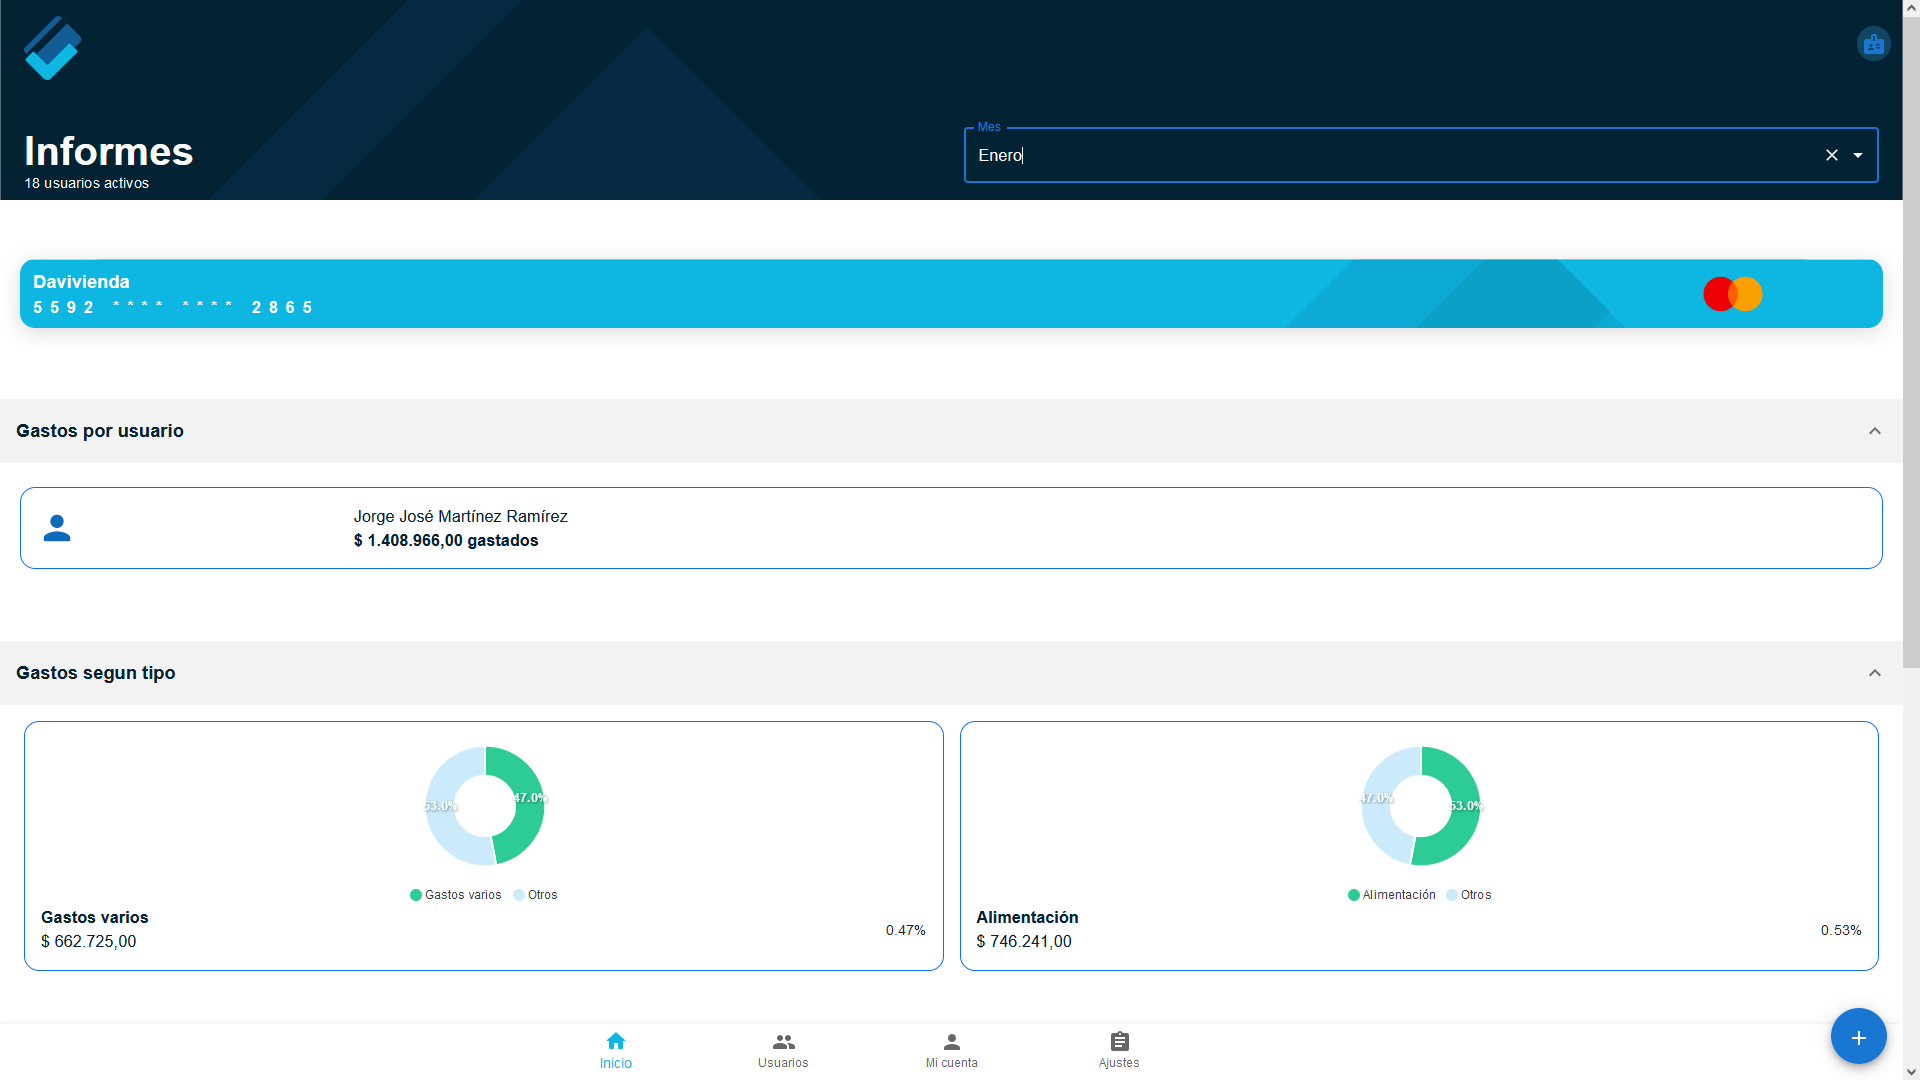 Informes
18 usuarios activos
Mes
Enero
Davivienda
5592 **** **** 2865
Gastos por usuario
Jorge José Martínez Ramírez
$ 1.408.966,00 gastados
Gastos segun tipo
53.0% 47.0%
Gastos varios Otros
Gastos varios
$ 662.725,00
0.47%
47.0% 53.0%
Alimentación Otros
Alimentación
$ 746.241,00
0.53%
Inicio
Usuarios
Mi cuenta
Ajustes